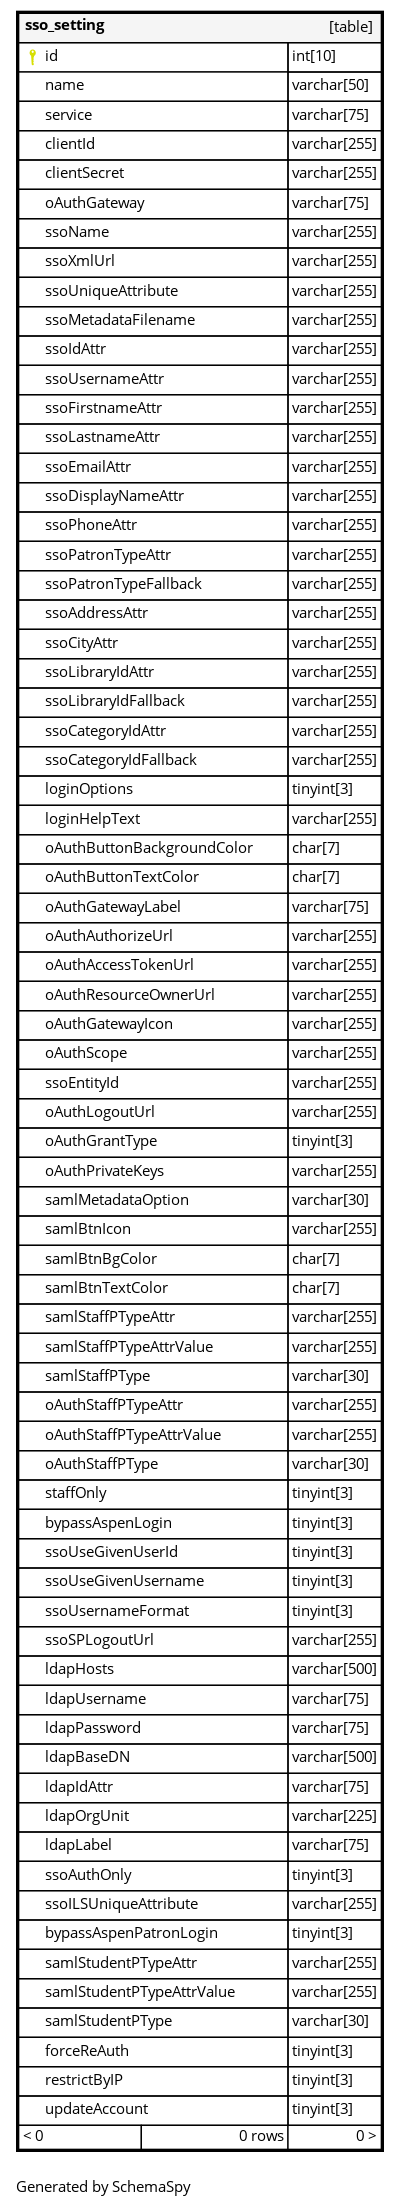 sso_setting [table]
id int[10]
name varchar[50]
service varchar[75]
clientId varchar[255]
clientSecret varchar[255]
oAuthGateway varchar[75]
ssoName varchar[255]
ssoXmlUrl varchar[255]
ssoUniqueAttribute varchar[255]
ssoMetadataFilename varchar[255]
ssoIdAttr varchar[255]
ssoUsernameAttr varchar[255]
ssoFirstnameAttr varchar[255]
ssoLastnameAttr varchar[255]
ssoEmailAttr varchar[255]
ssoDisplayNameAttr varchar[255]
ssoPhoneAttr varchar[255]
ssoPatronTypeAttr varchar[255]
ssoPatronTypeFallback varchar[255]
ssoAddressAttr varchar[255]
ssoCityAttr varchar[255]
ssoLibraryIdAttr varchar[255]
ssoLibraryIdFallback varchar[255]
ssoCategoryIdAttr varchar[255]
ssoCategoryIdFallback varchar[255]
loginOptions tinyint[3]
loginHelpText varchar[255]
oAuthButtonBackgroundColor char[7]
oAuthButtonTextColor char[7]
oAuthGatewayLabel varchar[75]
oAuthAuthorizeUrl varchar[255]
oAuthAccessTokenUrl varchar[255]
oAuthResourceOwnerUrl varchar[255]
oAuthGatewayIcon varchar[255]
oAuthScope varchar[255]
ssoEntityId varchar[255]
oAuthLogoutUrl varchar[255]
oAuthGrantType tinyint[3]
oAuthPrivateKeys varchar[255]
samlMetadataOption varchar[30]
samlBtnIcon varchar[255]
samlBtnBgColor char[7]
samlBtnTextColor char[7]
samlStaffPTypeAttr varchar[255]
samlStaffPTypeAttrValue varchar[255]
samlStaffPType varchar[30]
oAuthStaffPTypeAttr varchar[255]
oAuthStaffPTypeAttrValue varchar[255]
oAuthStaffPType varchar[30]
staffOnly tinyint[3]
bypassAspenLogin tinyint[3]
ssoUseGivenUserId tinyint[3]
ssoUseGivenUsername tinyint[3]
ssoUsernameFormat tinyint[3]
ssoSPLogoutUrl varchar[255]
ldapHosts varchar[500]
ldapUsername varchar[75]
ldapPassword varchar[75]
ldapBaseDN varchar[500]
ldapIdAttr varchar[75]
ldapOrgUnit varchar[225]
ldapLabel varchar[75]
ssoAuthOnly tinyint[3]
ssoILSUniqueAttribute varchar[255]
bypassAspenPatronLogin tinyint[3]
samlStudentPTypeAttr varchar[255]
samlStudentPTypeAttrValue varchar[255]
samlStudentPType varchar[30]
forceReAuth tinyint[3]
restrictByIP tinyint[3]
updateAccount tinyint[3]
< 0 0 rows 0 >
Generated by SchemaSpy